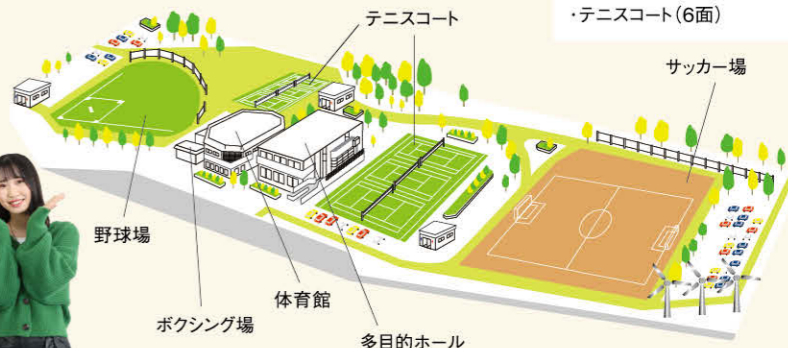 ・テニスコート(6面)
テニスコート
サッカー場
野球場
体育館
ボクシング場
多目的ホール